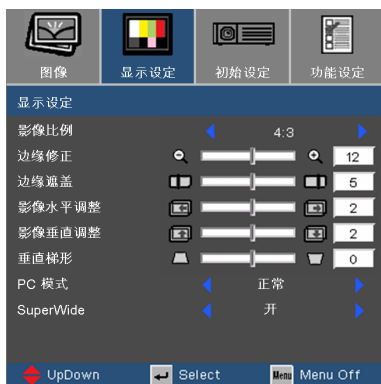 图像 显示设定 初始设定 功能设定
显示设定
影像比例 4:3
边缘修正 12
边缘遮盖 5
影像水平调整 2
影像垂直调整 2
垂直梯形 0
PC 模式 正常
SuperWide 开
UpDown Select Menu Menu Off